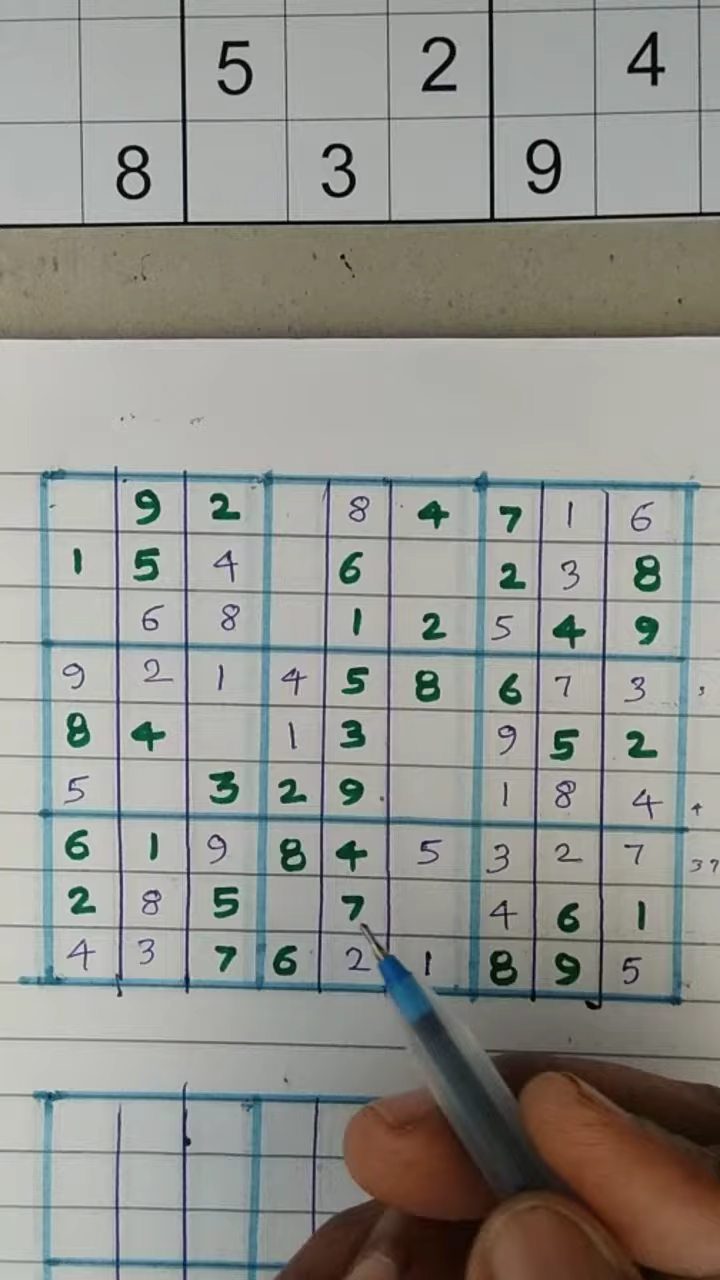 5 2 4
8 3 9
9 2 8 4 7 1 6
1 5 4 6 2 3 8
6 8 1 2 5 4 9
9 2 1 4 5 8 6 7 3 ,
8 4 1 3 9 5 2
5 3 2 9 1 8 4 4
6 1 9 8 4 5 3 2 7 37
2 8 5 7 4 6 1
4 3 7 6 2 1 8 9 5